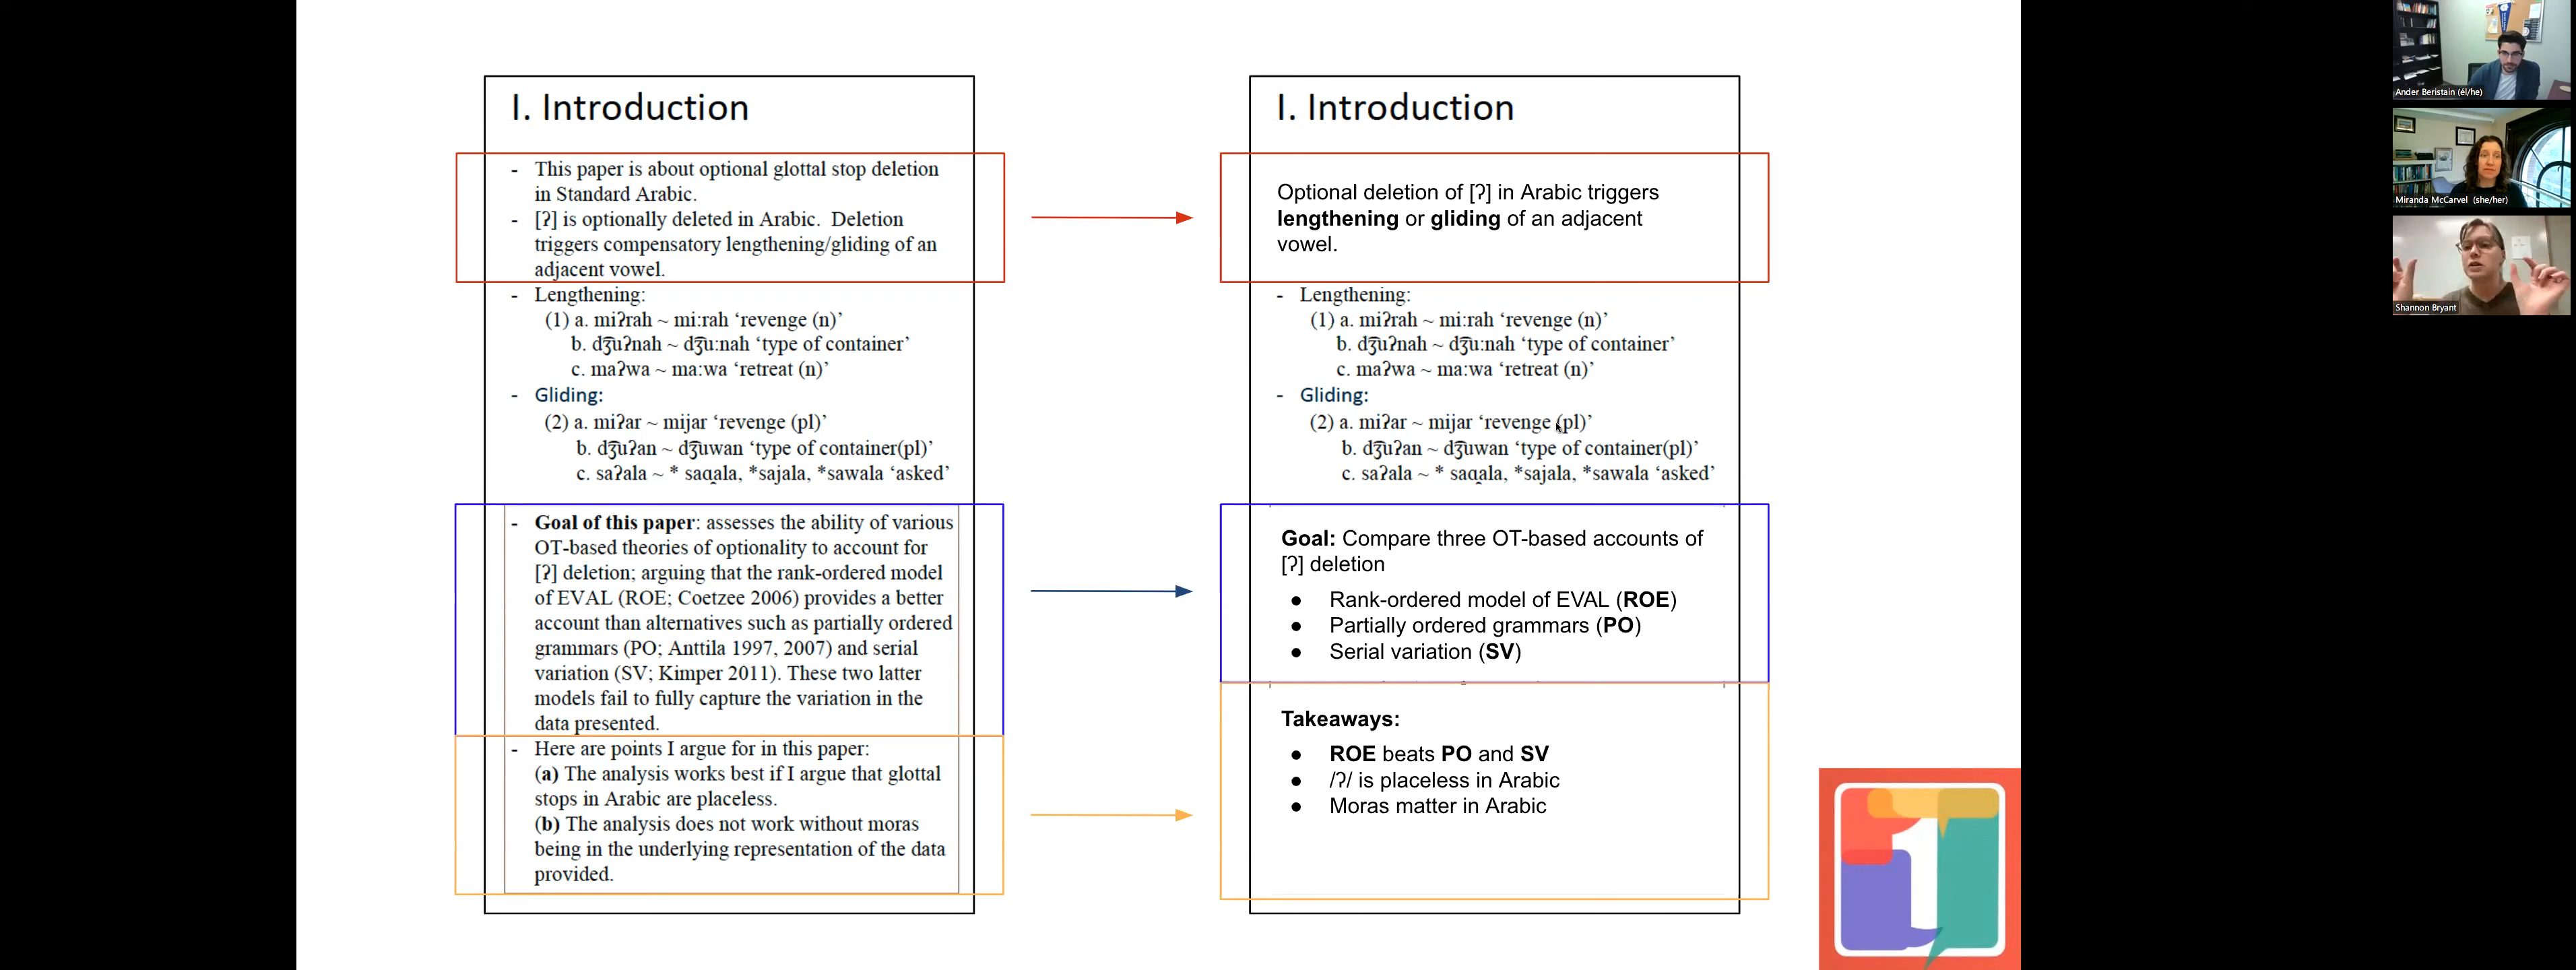 I. Introduction
- This paper is about optional glottal stop deletion
in Standard Arabic.
- [ʔ] is optionally deleted in Arabic. Deletion
triggers compensatory lengthening/gliding of an
adjacent vowel.
- Lengthening:
(1) a. miʔrah ~ mi:rah ‘revenge (n)’
b. d͡ʒuʔnah ~ d͡ʒu:nah ‘type of container’
c. maʔwa ~ ma:wa ‘retreat (n)’
- Gliding:
(2) a. miʔar ~ mijar ‘revenge (pl)’
b. d͡ʒuʔan ~ d͡ʒuwan ‘type of container(pl)’
c. saʔala ~ * saɑ̯ala, *sajala, *sawala ‘asked’
- Goal of this paper: assesses the ability of various
OT-based theories of optionality to account for
[ʔ] deletion; arguing that the rank-ordered model
of EVAL (ROE; Coetzee 2006) provides a better
account than alternatives such as partially ordered
grammars (PO; Anttila 1997, 2007) and serial
variation (SV; Kimper 2011). These two latter
models fail to fully capture the variation in the
data presented.
- Here are points I argue for in this paper:
(a) The analysis works best if I argue that glottal
stops in Arabic are placeless.
(b) The analysis does not work without moras
being in the underlying representation of the data
provided.
I. Introduction
Optional deletion of [ʔ] in Arabic triggers
lengthening or gliding of an adjacent
vowel.
- Lengthening:
(1) a. miʔrah ~ mi:rah ‘revenge (n)’
b. d͡ʒuʔnah ~ d͡ʒu:nah ‘type of container’
c. maʔwa ~ ma:wa ‘retreat (n)’
- Gliding:
(2) a. miʔar ~ mijar ‘revenge (pl)’
b. d͡ʒuʔan ~ d͡ʒuwan ‘type of container(pl)’
c. saʔala ~ * saɑ̯ala, *sajala, *sawala ‘asked’
Goal: Compare three OT-based accounts of
[ʔ] deletion
● Rank-ordered model of EVAL (ROE)
● Partially ordered grammars (PO)
● Serial variation (SV)
Takeaways:
● ROE beats PO and SV
● /ʔ/ is placeless in Arabic
● Moras matter in Arabic
Ander Beristain (él/he)
Miranda McCarvel (she/her)
Shannon Bryant